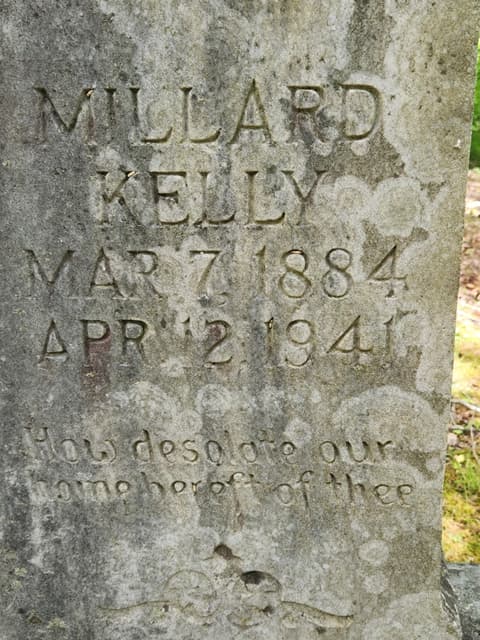 MILLARD
KELLY
MAR 7, 1884
APR 12, 1941
How desolate our
home bereft of thee